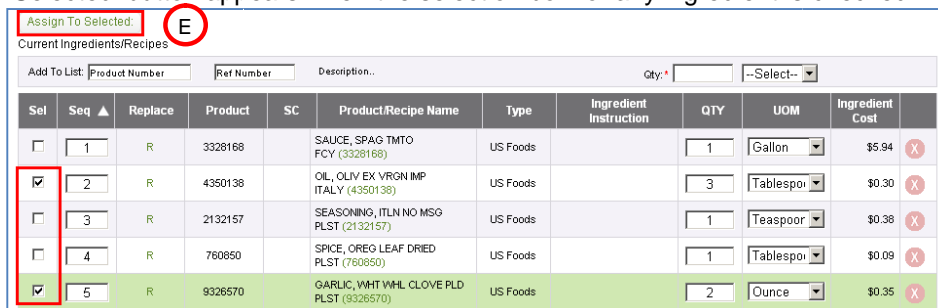 Assign To Selected:
E
Current Ingredients/Recipes
Add To List: Product Number Ref Number Description.. Qty:* --Select--
Sel Seq ▲ Replace Product SC Product/Recipe Name Type Ingredient Instruction QTY UOM Ingredient Cost
1 R 3328168 SAUCE, SPAG TMTO FCY (3328168) US Foods 1 Gallon $5.94 X
2 R 4350138 OIL, OLIV EX VRGN IMP ITALY (4350138) US Foods 3 Tablespoo $0.30 X
3 R 2132157 SEASONING, ITLN NO MSG PLST (2132157) US Foods 1 Teaspoor $0.38 X
4 R 760850 SPICE, OREG LEAF DRIED PLST (760850) US Foods 1 Tablespoo $0.09 X
5 R 9326570 GARLIC, WHT WHL CLOVE PLD PLST (9326570) US Foods 2 Ounce $0.35 X